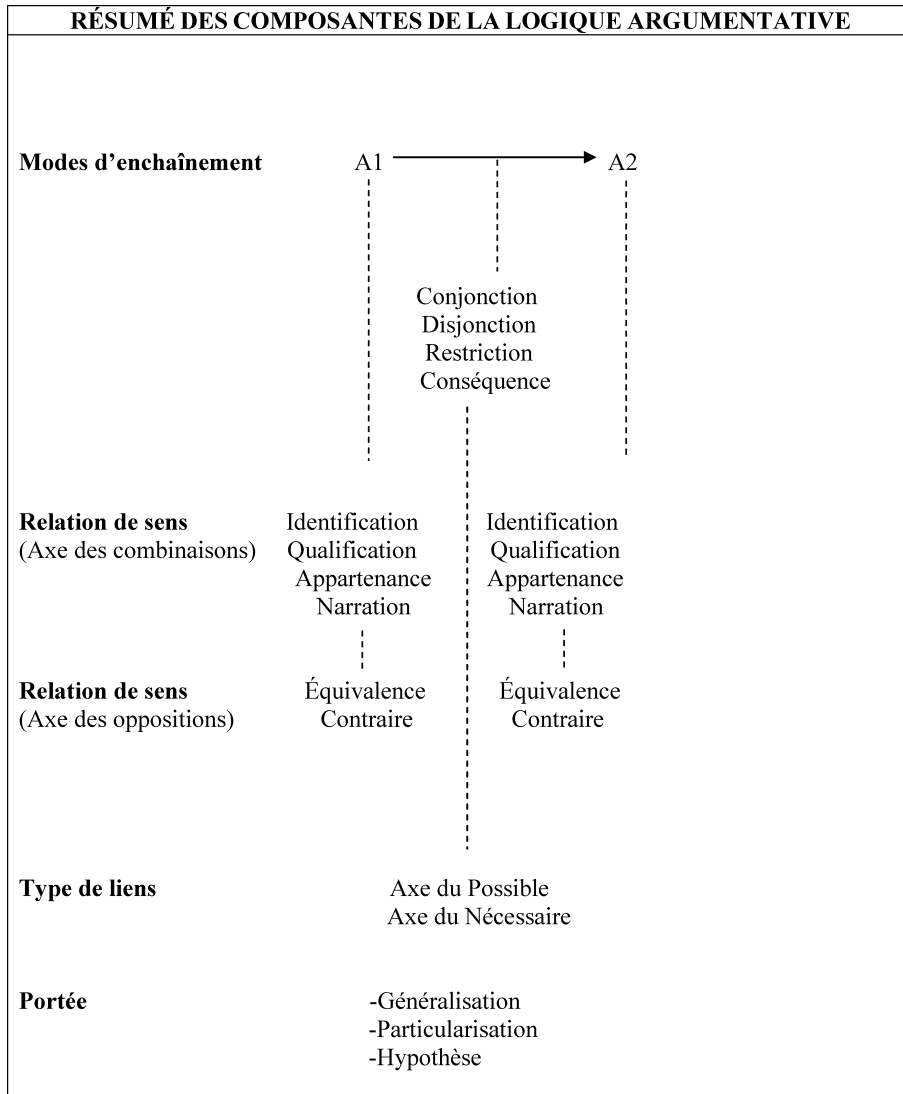 RÉSUMÉ DES COMPOSANTES DE LA LOGIQUE ARGUMENTATIVE
Modes d’enchaînement A1 A2
Conjonction
Disjonction
Restriction
Conséquence
Relation de sens Identification Identification
(Axe des combinaisons) Qualification Qualification
Appartenance Appartenance
Narration Narration
Relation de sens Équivalence Équivalence
(Axe des oppositions) Contraire Contraire
Type de liens Axe du Possible
Axe du Nécessaire
Portée -Généralisation
-Particularisation
-Hypothèse